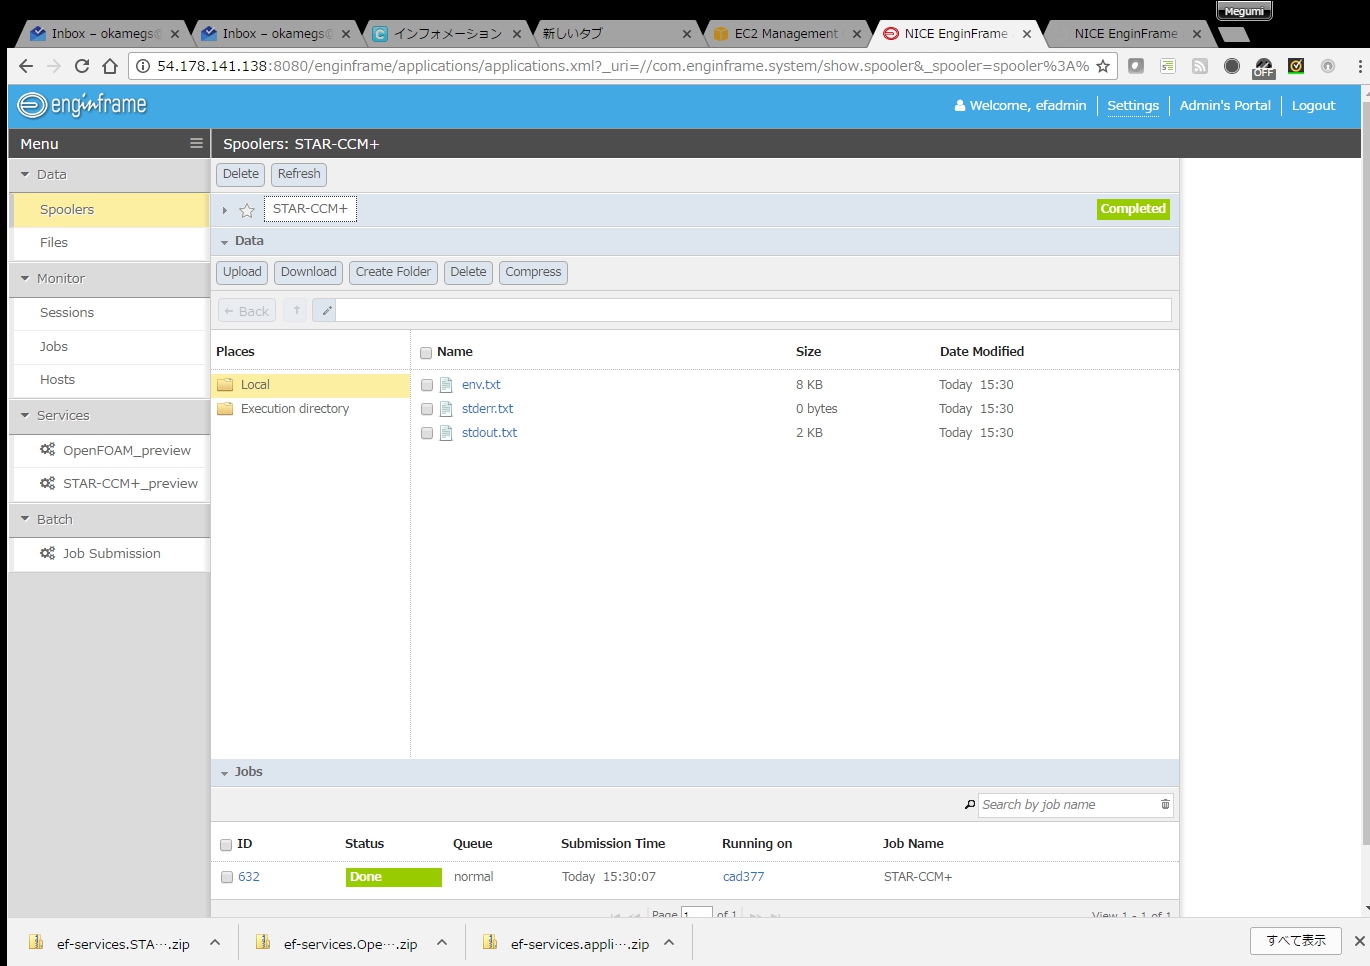 Megumi
Inbox – okamegs@
Inbox – okamegs@
インフォメーション
新しいタブ
EC2 Management
NICE EnginFrame
NICE EnginFrame
54.178.141.138:8080/enginframe/applications/applications.xml?_uri=//com.enginframe.system/show.spooler&_spooler=spooler%3A%
OFF
enginframe
Welcome, efadmin
Settings
Admin's Portal
Logout
Menu
Spoolers: STAR-CCM+
Data
Spoolers
Files
Monitor
Sessions
Jobs
Hosts
Services
OpenFOAM_preview
STAR-CCM+_preview
Batch
Job Submission
Delete Refresh
STAR-CCM+ Completed
Data
Upload Download Create Folder Delete Compress
← Back ↑
Places
Local
Execution directory
Name Size Date Modified
env.txt 8 KB Today 15:30
stderr.txt 0 bytes Today 15:30
stdout.txt 2 KB Today 15:30
Jobs
Search by job name
ID Status Queue Submission Time Running on Job Name
632 Done normal Today 15:30:07 cad377 STAR-CCM+
Page 1 of 1 View 1 - 1 of 1
ef-services.STA….zip
ef-services.Ope….zip
ef-services.appli….zip
すべて表示